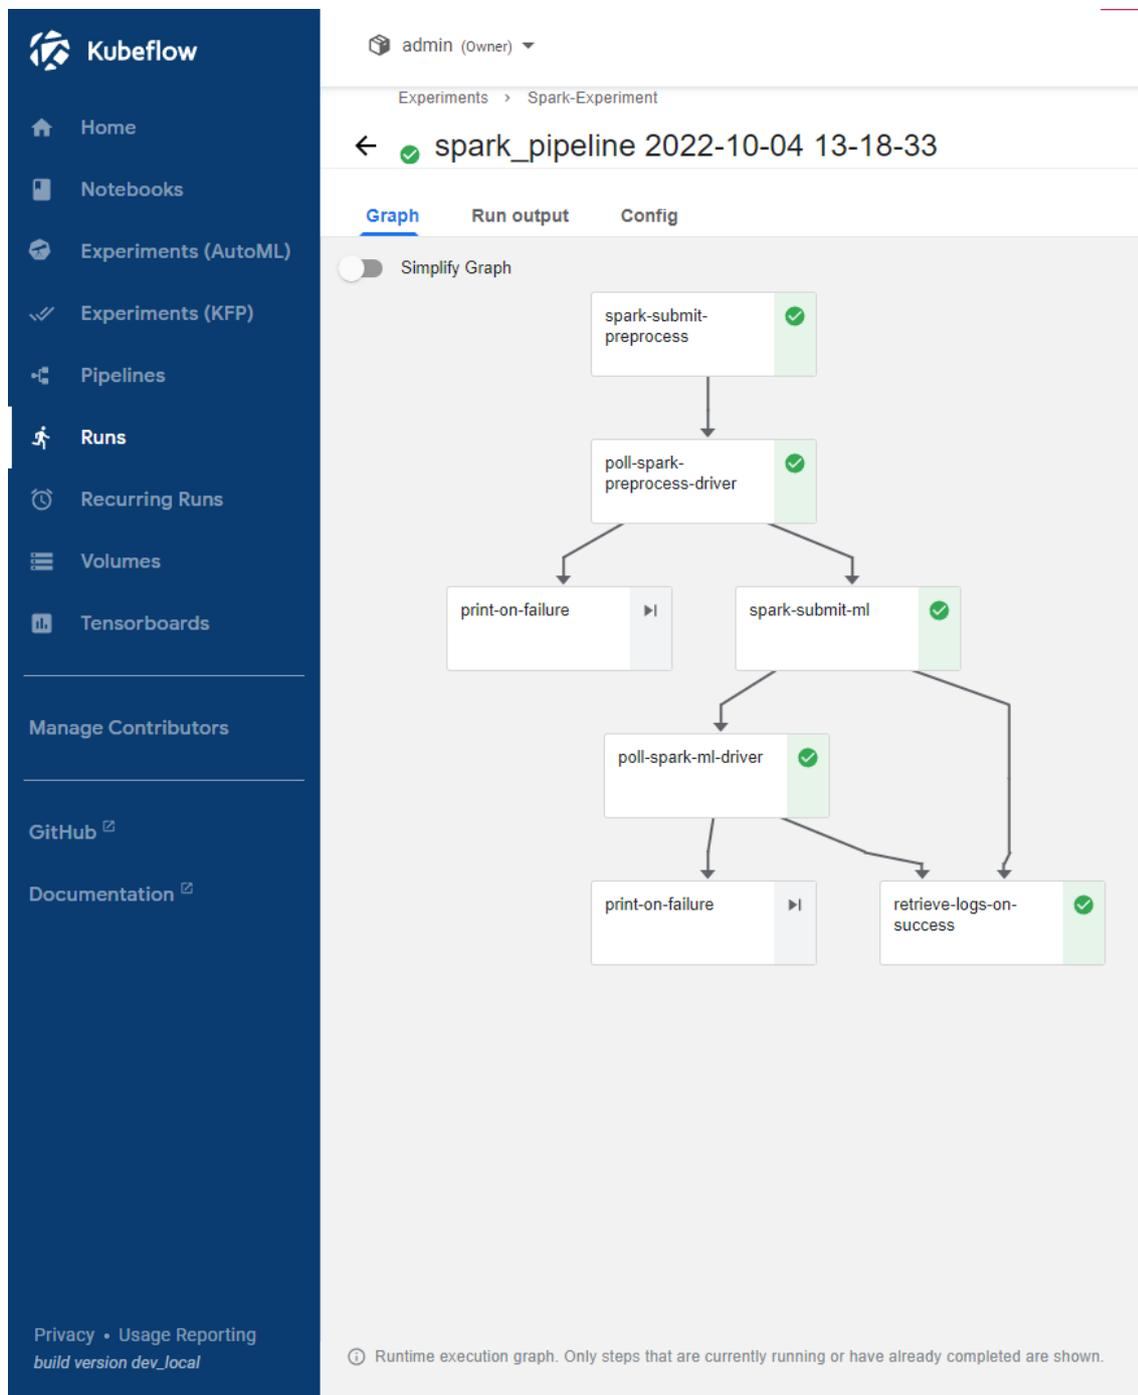 Kubeflow
Home
Notebooks
Experiments (AutoML)
Experiments (KFP)
Pipelines
Runs
Recurring Runs
Volumes
Tensorboards
Manage Contributors
GitHub
Documentation
Privacy • Usage Reporting
build version dev_local
admin (Owner)
Experiments > Spark-Experiment
spark_pipeline 2022-10-04 13-18-33
Graph Run output Config
Simplify Graph
spark-submit-
preprocess
poll-spark-
preprocess-driver
print-on-failure
spark-submit-ml
poll-spark-ml-driver
print-on-failure
retrieve-logs-on-
success
Runtime execution graph. Only steps that are currently running or have already completed are shown.